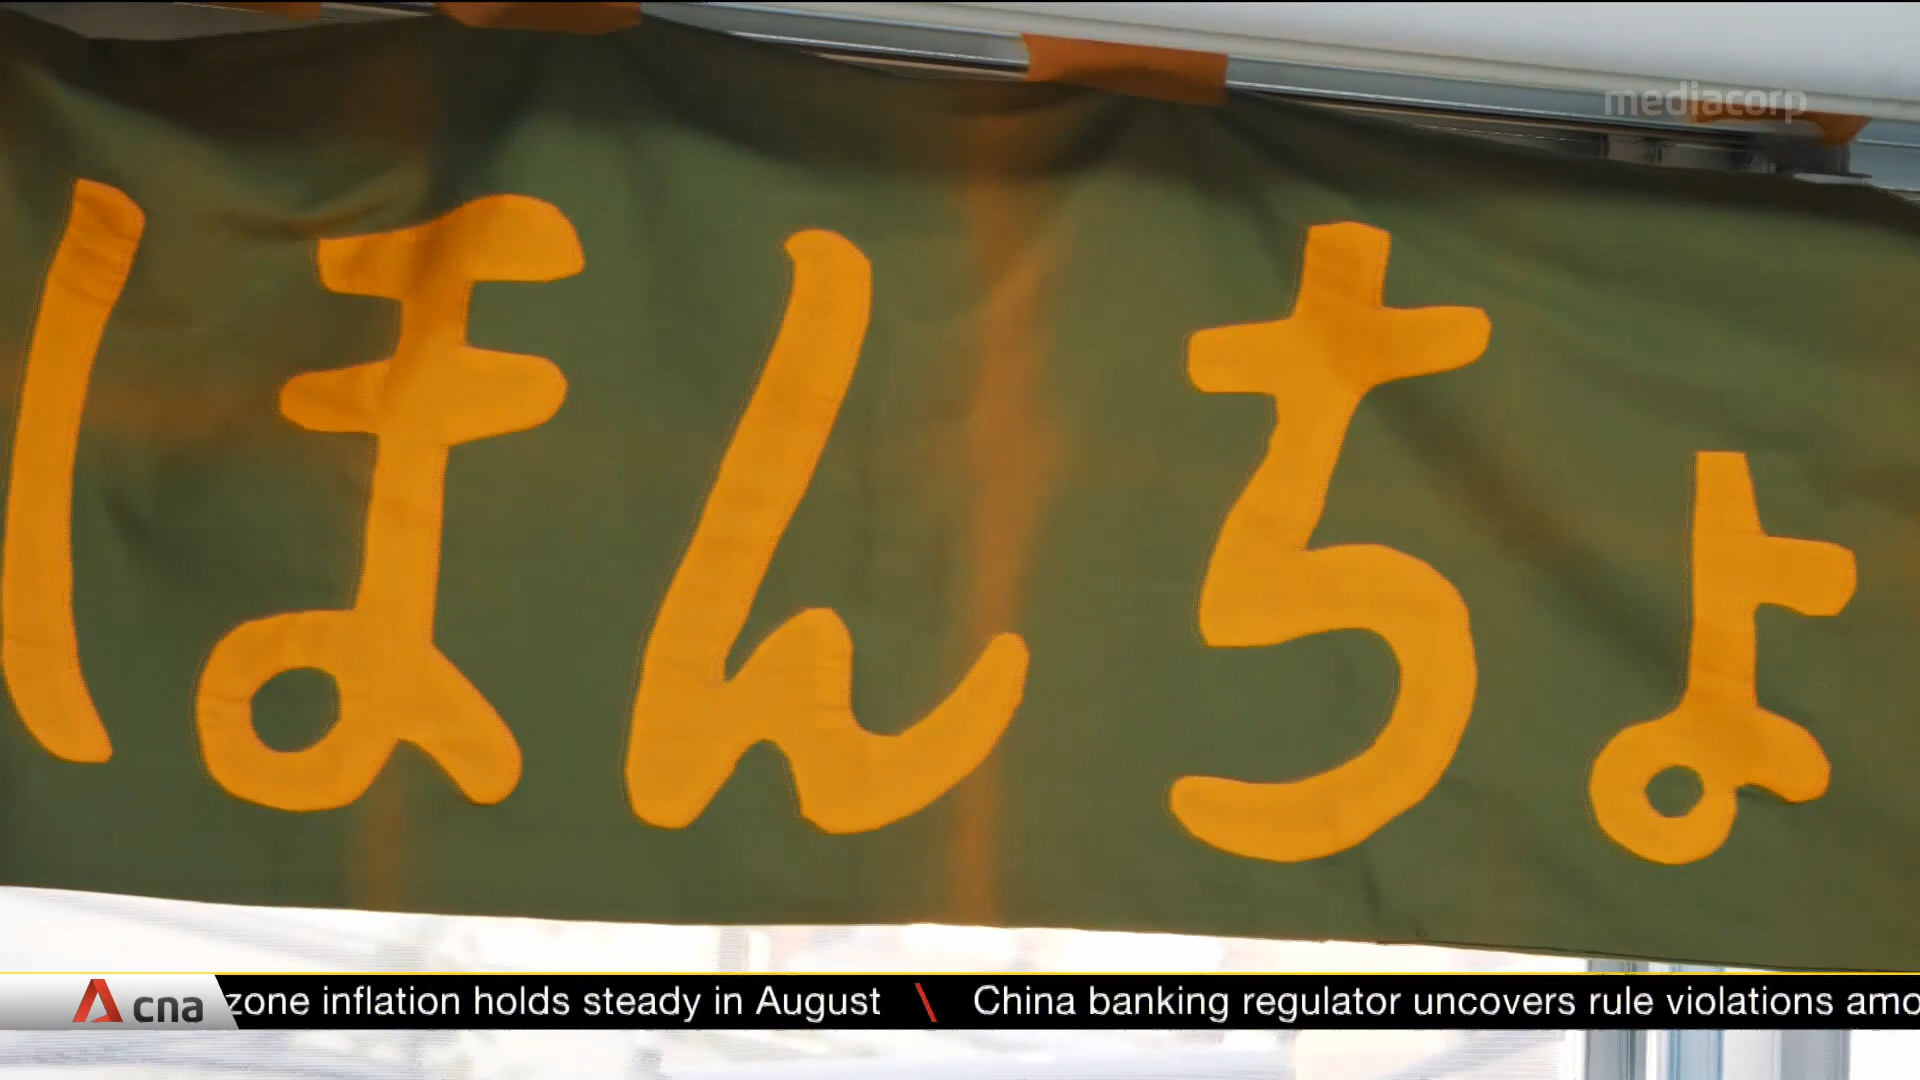 mediacorp
ほんちょ
cna
zone inflation holds steady in August \ China banking regulator uncovers rule violations amo